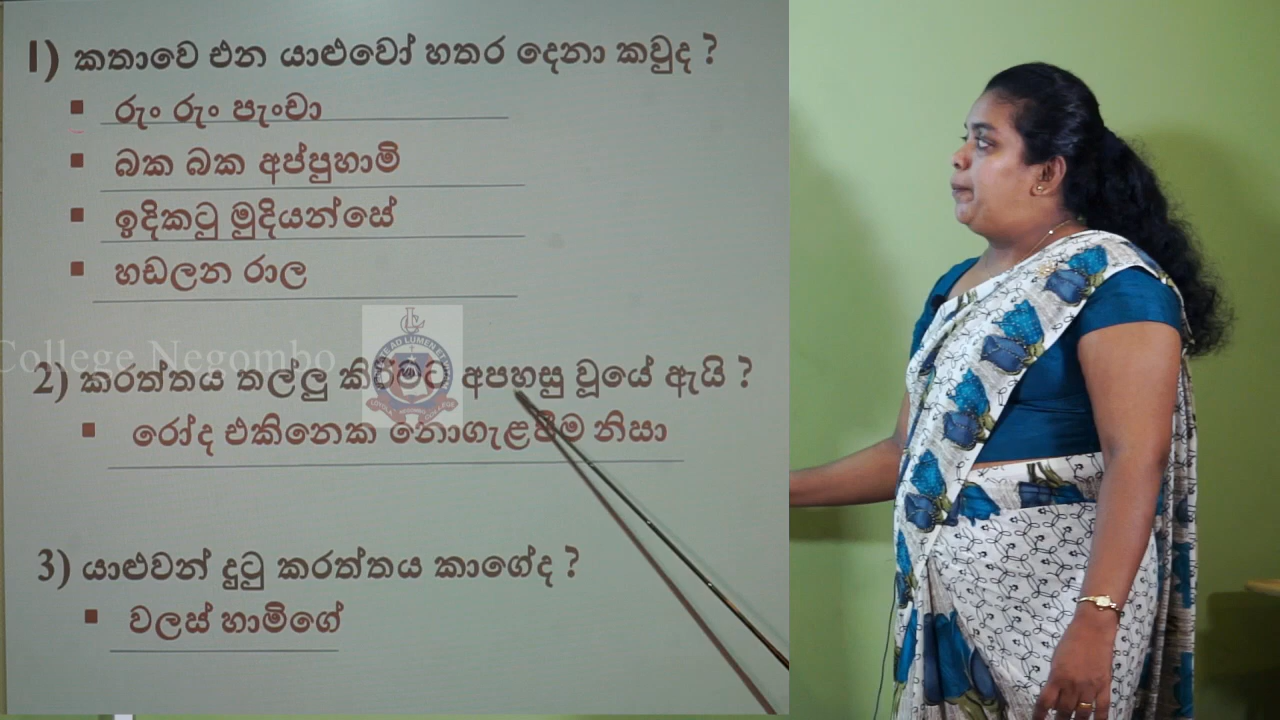 1) කතාවෙ එන යාළුවෝ හතර දෙනා කවුද ?
▪ රුං රුං පැංචා
▪ බක බක අප්පුහාමි
▪ ඉදිකටු මුදියන්සේ
▪ හඩලන රාල
College Negombo
2) කරත්තය තල්ලු කිරීමට අපහසු වූයේ ඇයි ?
▪ රෝද එකිනෙක නොගැළපීම නිසා
3) යාළුවන් දුටු කරත්තය කාගේද ?
▪ වලස් හාමිගේ